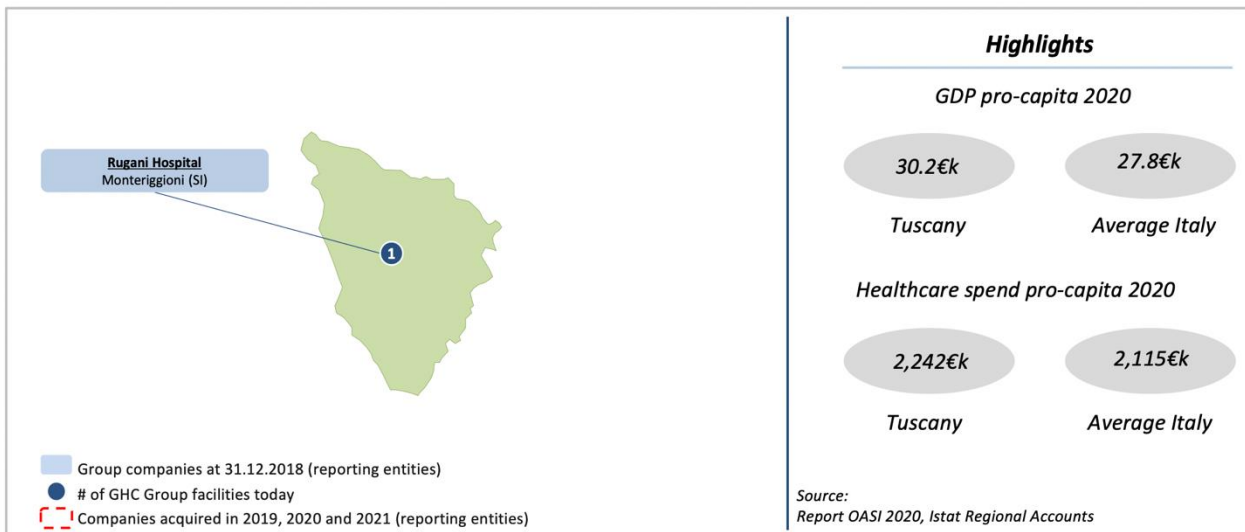 Rugani Hospital
Monteriggioni (SI)
1
Group companies at 31.12.2018 (reporting entities)
# of GHC Group facilities today
Companies acquired in 2019, 2020 and 2021 (reporting entities)
Highlights
GDP pro-capita 2020
30.2€k
27.8€k
Tuscany
Average Italy
Healthcare spend pro-capita 2020
2,242€k
2,115€k
Tuscany
Average Italy
Source:
Report OASI 2020, Istat Regional Accounts